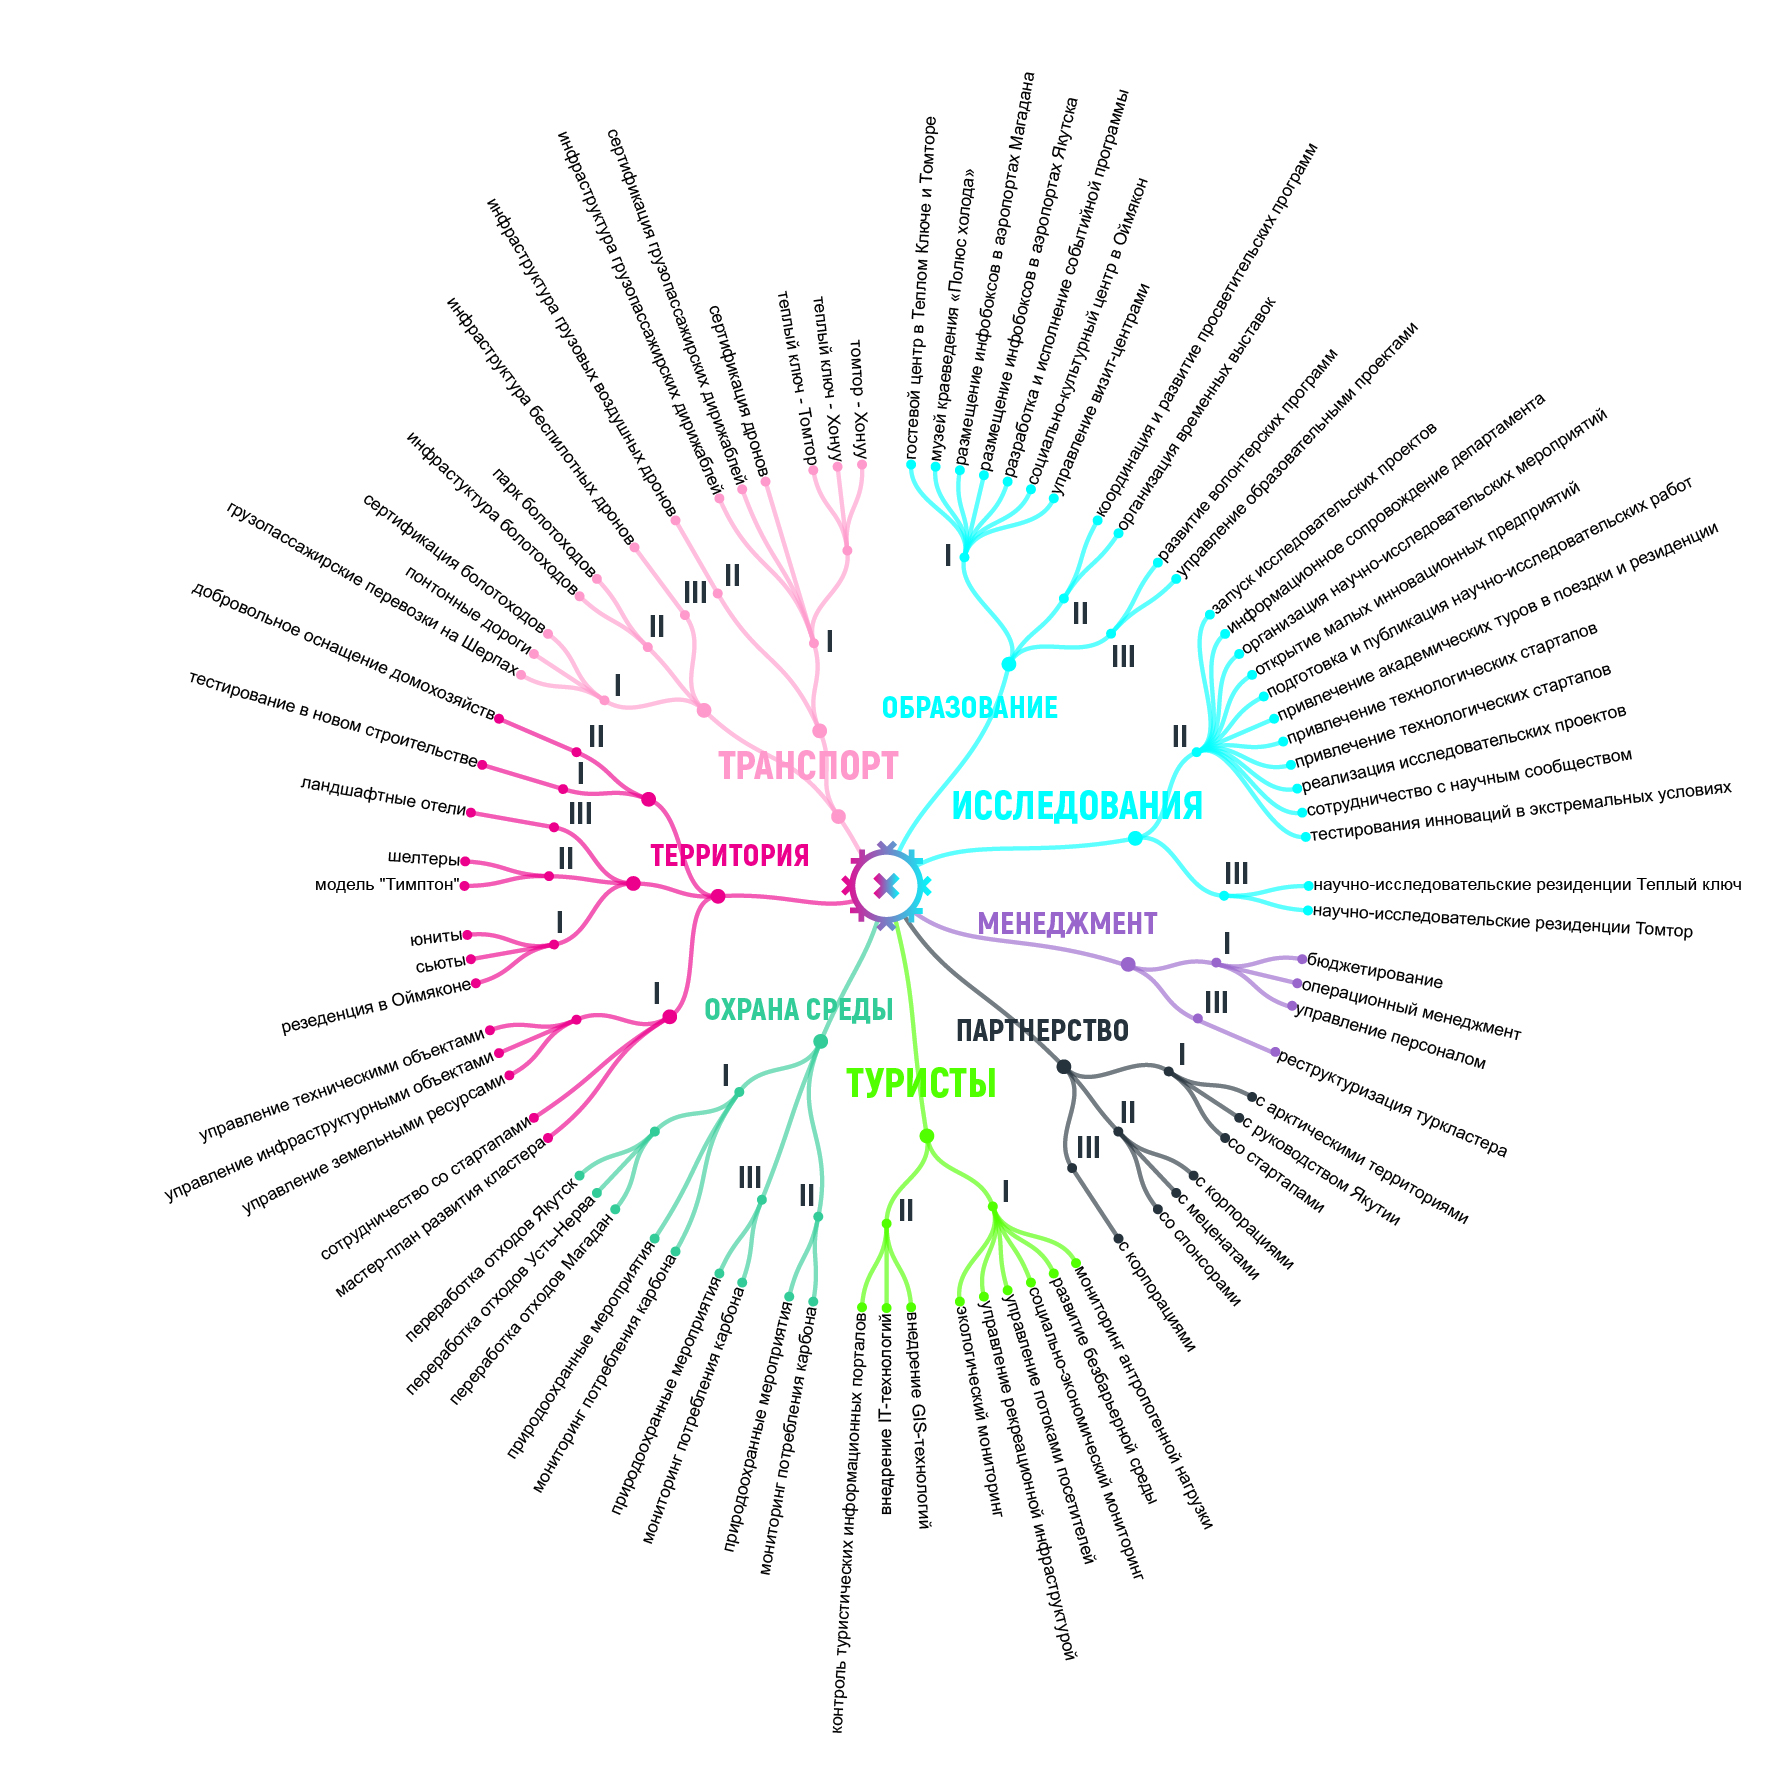 ОБРАЗОВАНИЕ
I
гостевой центр в Теплом Ключе и Томторе
музей краеведения «Полюс холода»
размещение инфобоксов в аэропортах Магадана
размещение инфобоксов в аэропортах Якутска
разработка и исполнение событийной программы
социально-культурный центр в Оймякон
управление визит-центрами
II
координация и развитие просветительских программ
организация временных выставок
III
развитие волонтерских программ
управление образовательными проектами
ИССЛЕДОВАНИЯ
II
запуск исследовательских проектов
информационное сопровождение департамента
организация научно-исследовательских мероприятий
открытие малых инновационных предприятий
подготовка и публикация научно-исследовательских работ
привлечение академических туров в поездки и резиденции
привлечение технологических стартапов
привлечение технологических стартапов
реализация исследовательских проектов
сотрудничество с научным сообществом
тестирования инноваций в экстремальных условиях
III
научно-исследовательские резиденции Теплый ключ
научно-исследовательские резиденции Томтор
МЕНЕДЖМЕНТ
I
бюджетирование
операционный менеджмент
управление персоналом
III
реструктуризация туркластера
ПАРТНЕРСТВО
I
с арктическими территориями
с руководством Якутии
со стартапами
II
с корпорациями
с меценатами
со спонсорами
III
с корпорациями
ТУРИСТЫ
I
мониторинг антропогенной нагрузки
развитие безбарьерной среды
социально-экономический мониторинг
управление потоками посетителей
управление рекреационной инфраструктурой
экологический мониторинг
II
внедрение GIS-технологий
внедрение IT-технологий
контроль туристических информационных порталов
ОХРАНА СРЕДЫ
II
мониторинг потребления карбона
природоохранные мероприятия
III
мониторинг потребления карбона
природоохранные мероприятия
I
мониторинг потребления карбона
природоохранные мероприятия
переработка отходов Магадан
переработка отходов Усть-Нерва
переработка отходов Якутск
ТЕРРИТОРИЯ
I
мастер-план развития кластера
сотрудничество со стартапами
управление земельными ресурсами
управление инфраструктурными объектами
управление техническими объектами
I
резеденция в Оймяконе
сьюты
юниты
II
модель "Тимптон"
шелтеры
III
ландшафтные отели
I
тестирование в новом строительстве
II
добровольное оснащение домохозяйств
ТРАНСПОРТ
I
грузопассажирские перевозки на Шерпах
понтонные дороги
сертификация болотоходов
II
инфрастуктура болотоходов
парк болотоходов
III
инфраструктура беспилотных дронов
II
инфраструктура грузовых воздушных дронов
I
инфраструктура грузопассажирских дирижаблей
сертификация грузопассажирских дирижаблей
сертификация дронов
теплый ключ - Томтор
теплый ключ - Хонуу
томтор - Хонуу